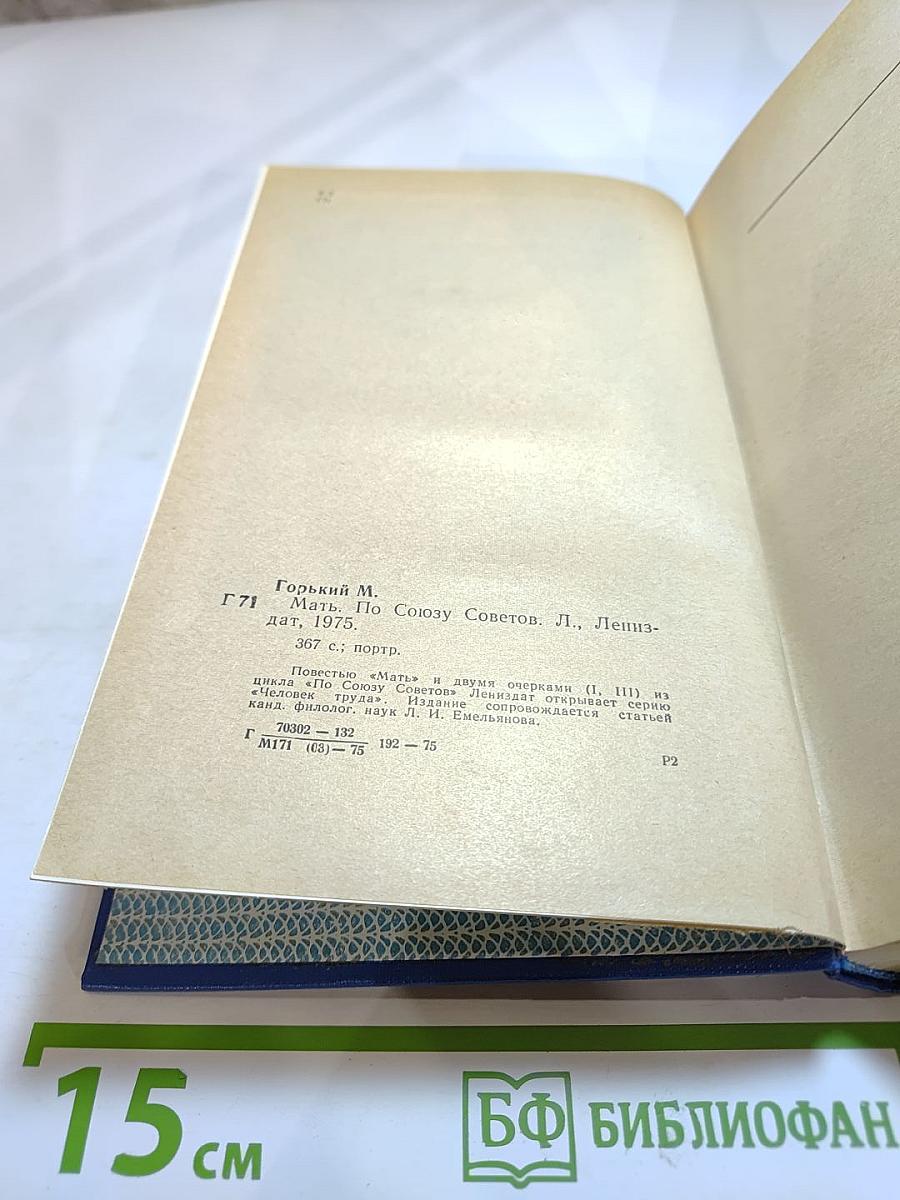 Горький М.
Г 71 Мать. По Союзу Советов. Л., Лениз-
дат, 1975.
367 с.; портр.
Повестью «Мать» и двумя очерками (I, III) из
цикла «По Союзу Советов» Лениздат открывает серию
«Человек труда». Издание сопровождается статьей
канд. филолог. наук Л. И. Емельянова.
Г 70302 — 132
М171 (03) — 75 192 — 75
Р2
15 см
БФ БИБЛИОФАН